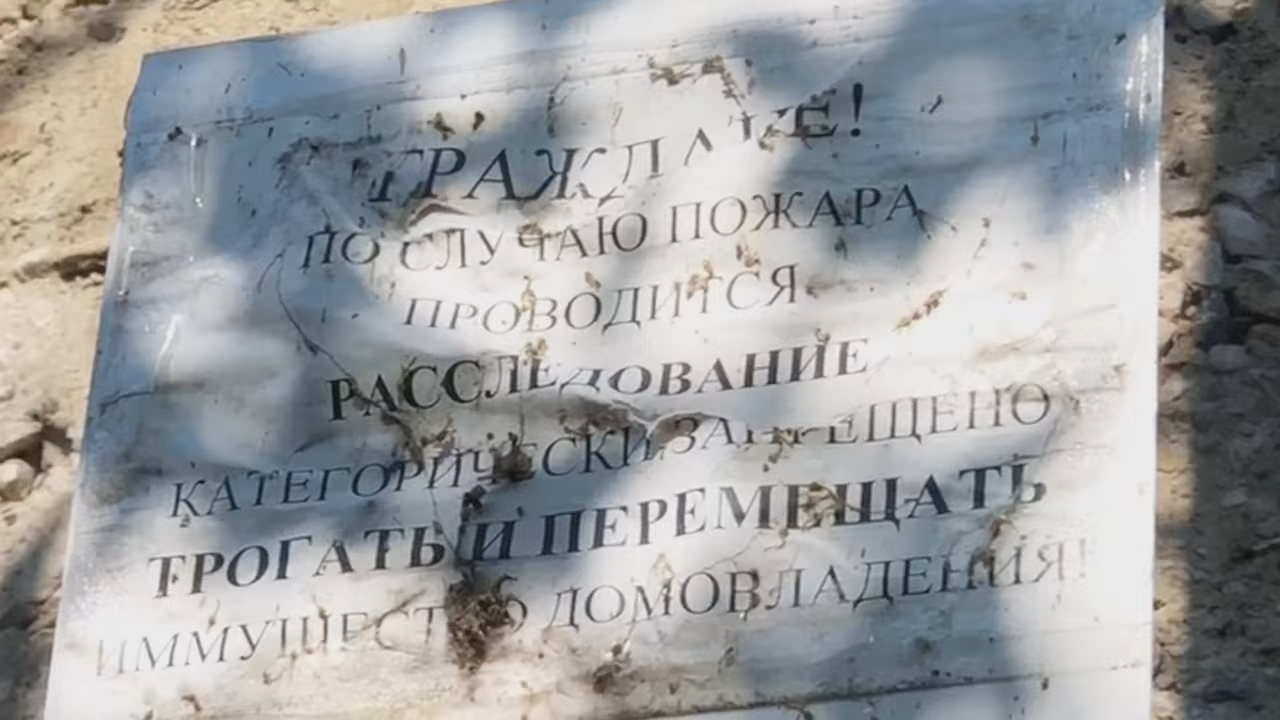 ГРАЖДАНЕ!
ПО СЛУЧАЮ ПОЖАРА
ПРОВОДИТСЯ
РАССЛЕДОВАНИЕ
КАТЕГОРИЧЕСКИ ЗАПРЕЩЕНО
ТРОГАТЬ И ПЕРЕМЕЩАТЬ
ИММУЩЕСТВО ДОМОВЛАДЕНИЯ!